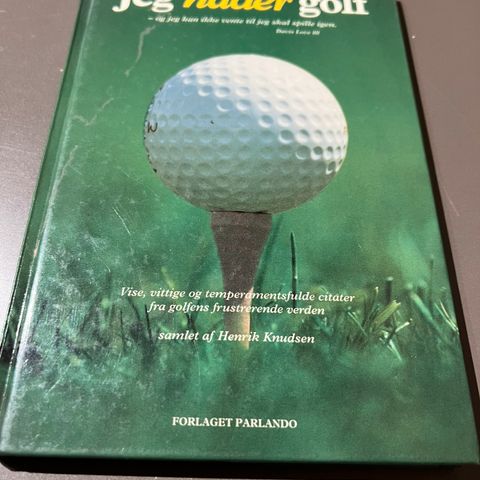 jeg hader golf
– og jeg kan ikke vente til jeg skal spille igen.
Davis Love III
Vise, vittige og temperamentsfulde citater
fra golfens frustrerende verden
samlet af Henrik Knudsen
FORLAGET PARLANDO